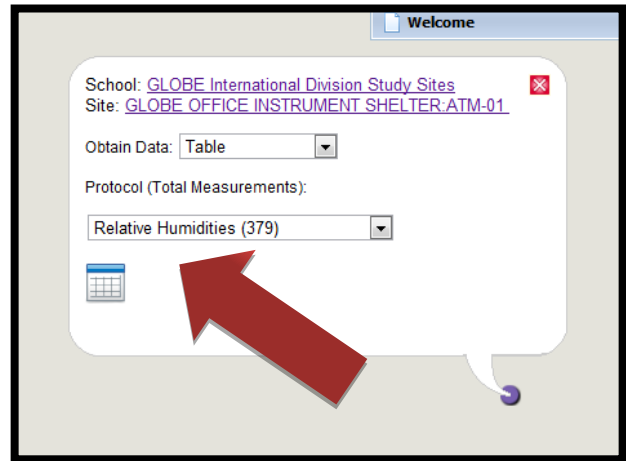 Welcome
School: GLOBE International Division Study Sites
Site: GLOBE OFFICE INSTRUMENT SHELTER:ATM-01
Obtain Data: Table
Protocol (Total Measurements):
Relative Humidities (379)